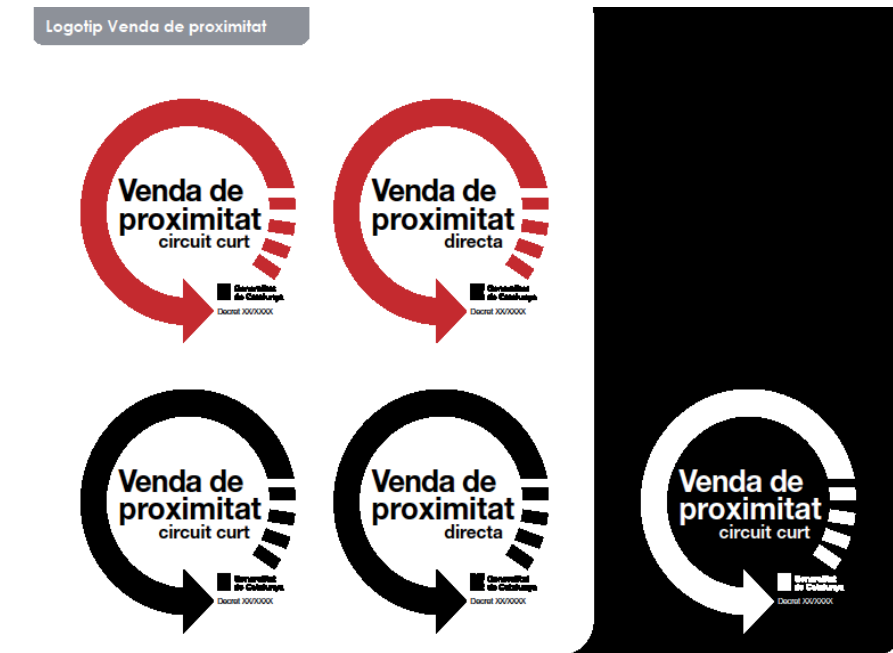 Logotip Venda de proximitat
Venda de
proximitat
circuit curt
Generalitat
de Catalunya
Decret XX/XXXX
Venda de
proximitat
directa
Generalitat
de Catalunya
Decret XX/XXXX
Venda de
proximitat
circuit curt
Generalitat
de Catalunya
Decret XX/XXXX
Venda de
proximitat
directa
Generalitat
de Catalunya
Decret XX/XXXX
Venda de
proximitat
circuit curt
Generalitat
de Catalunya
Decret XX/XXXX